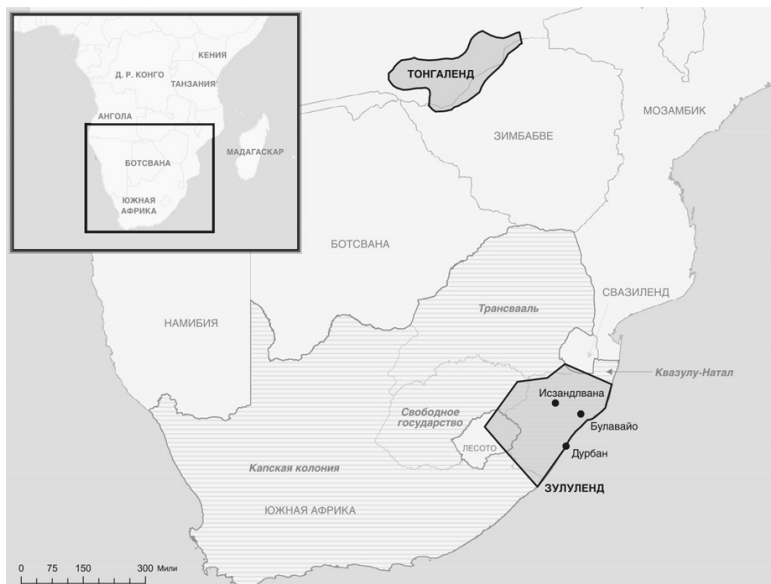 КЕНИЯ
Д. Р. КОНГО
ТАНЗАНИЯ
АНГОЛА
МАДАГАСКАР
БОТСВАНА
ЮЖНАЯ
АФРИКА
ТОНГАЛЕНД
МОЗАМБИК
ЗИМБАБВЕ
БОТСВАНА
СВАЗИЛЕНД
Трансвааль
НАМИБИЯ
Квазулу-Натал
Исзандлвана
Свободное
государство
Булавайо
ЛЕСОТО
Дурбан
Капская колония
ЗУЛУЛЕНД
ЮЖНАЯ АФРИКА
0 75 150 300 Мили